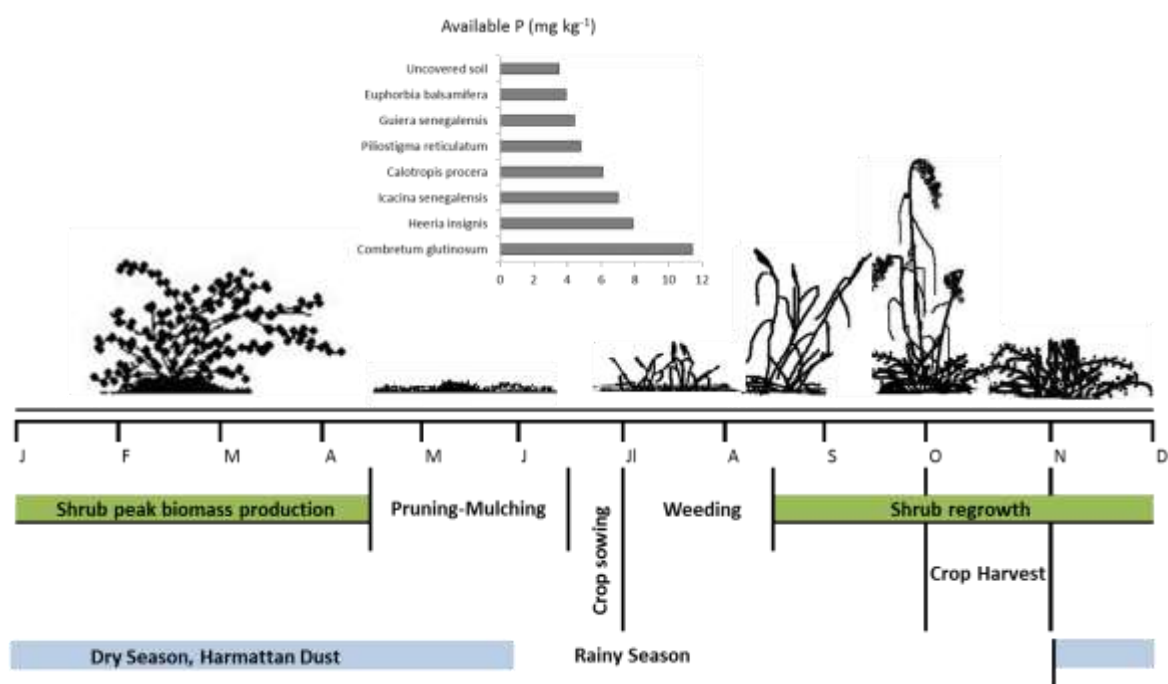 Available P (mg kg⁻¹)
Uncovered soil
Euphorbia balsamifera
Guiera senegalensis
Piliostigma reticulatum
Calotropis procera
Icacina senegalensis
Heeria insignis
Combretum glutinosum
0 2 4 6 8 10 12
J F M A M J Jl A S O N D
Shrub peak biomass production
Pruning-Mulching
Crop sowing
Weeding
Shrub regrowth
Crop Harvest
Dry Season, Harmattan Dust
Rainy Season